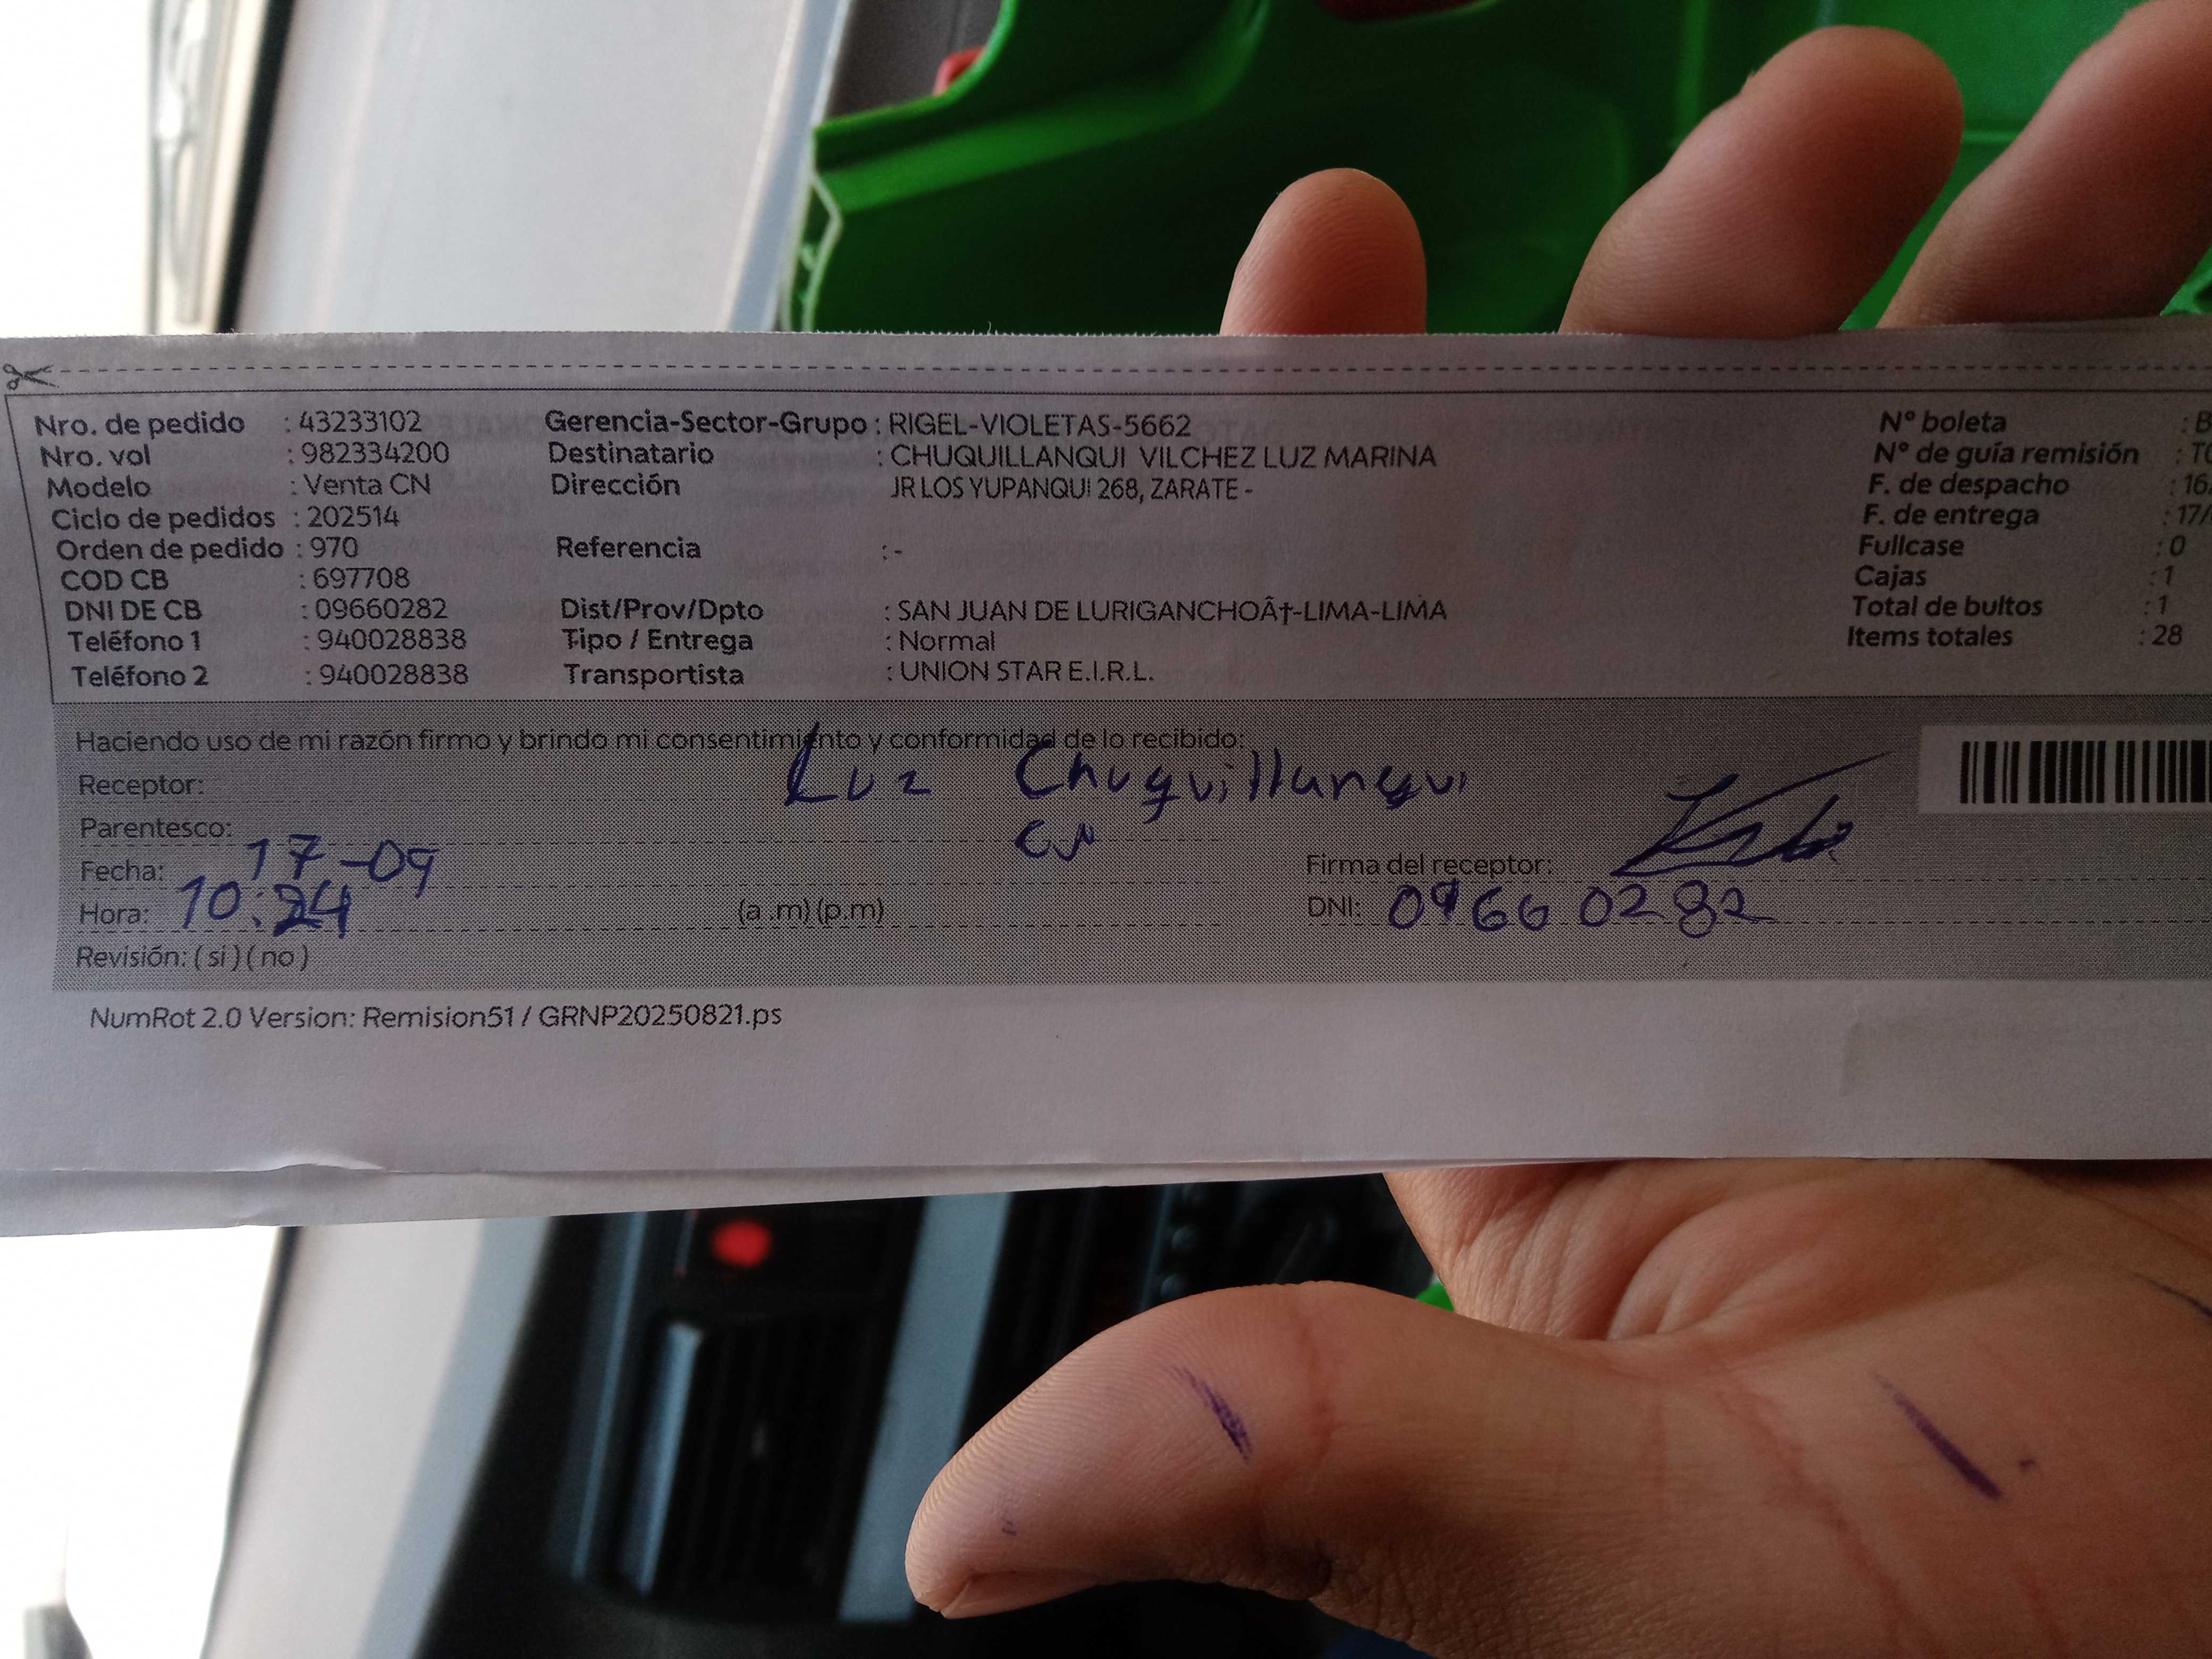 Nro. de pedido : 43233102 Gerencia-Sector-Grupo : RIGEL-VIOLETAS-5662 N° boleta : B
Nro. vol : 982334200 Destinatario : CHUQUILLANQUI VILCHEZ LUZ MARINA N° de guía remisión : T0
Modelo : Venta CN Dirección JR LOS YUPANQUI 268, ZARATE - F. de despacho : 16/
Ciclo de pedidos : 202514 F. de entrega : 17/
Orden de pedido : 970 Referencia : - Fullcase : 0
COD CB : 697708 Cajas : 1
DNI DE CB : 09660282 Dist/Prov/Dpto : SAN JUAN DE LURIGANCHOÂ†-LIMA-LIMA Total de bultos : 1
Teléfono 1 : 940028838 Tipo / Entrega : Normal Items totales : 28
Teléfono 2 : 940028838 Transportista : UNION STAR E.I.R.L.
Haciendo uso de mi razón firmo y brindo mi consentimiento y conformidad de lo recibido:
Receptor: Luz Chuquillanqui
Parentesco: CN
Fecha: 17-09 Firma del receptor:
Hora: 10:24 (a .m) (p.m) DNI: 09660282
Revisión: ( si ) ( no )
NumRot 2.0 Version: Remision51 / GRNP20250821.ps